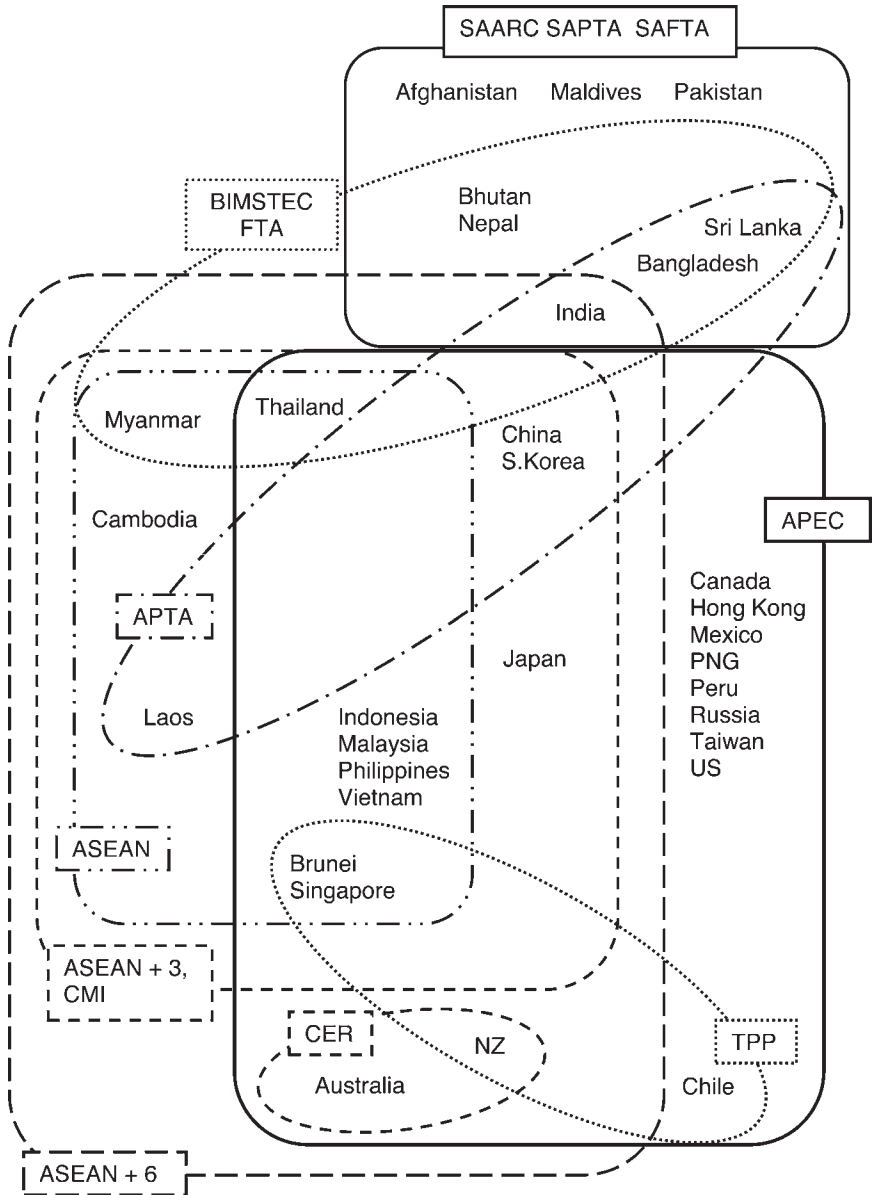 SAARC SAPTA SAFTA
Afghanistan Maldives Pakistan
BIMSTEC
FTA
Bhutan
Nepal
Sri Lanka
Bangladesh
India
Myanmar
Thailand
China
S.Korea
Cambodia
APEC
APTA
Canada
Hong Kong
Mexico
PNG
Peru
Russia
Taiwan
US
Japan
Laos
Indonesia
Malaysia
Philippines
Vietnam
ASEAN
Brunei
Singapore
ASEAN + 3,
CMI
CER
NZ
TPP
Australia
Chile
ASEAN + 6